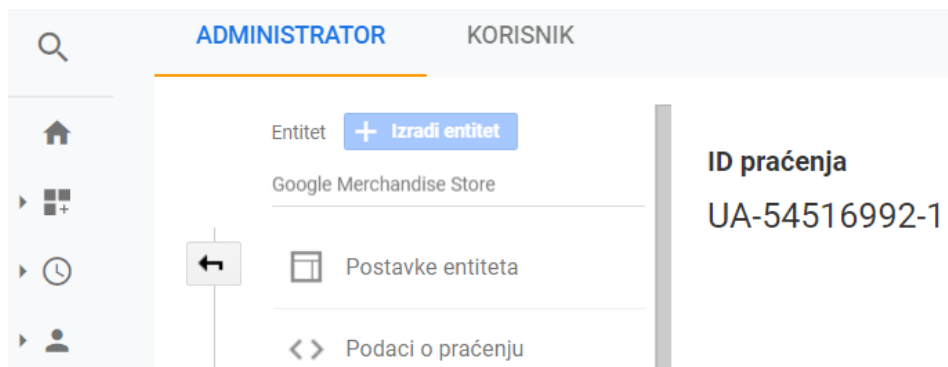 ADMINISTRATOR KORISNIK
Entitet + Izradi entitet
Google Merchandise Store
Postavke entiteta
Podaci o praćenju
ID praćenja
UA-54516992-1